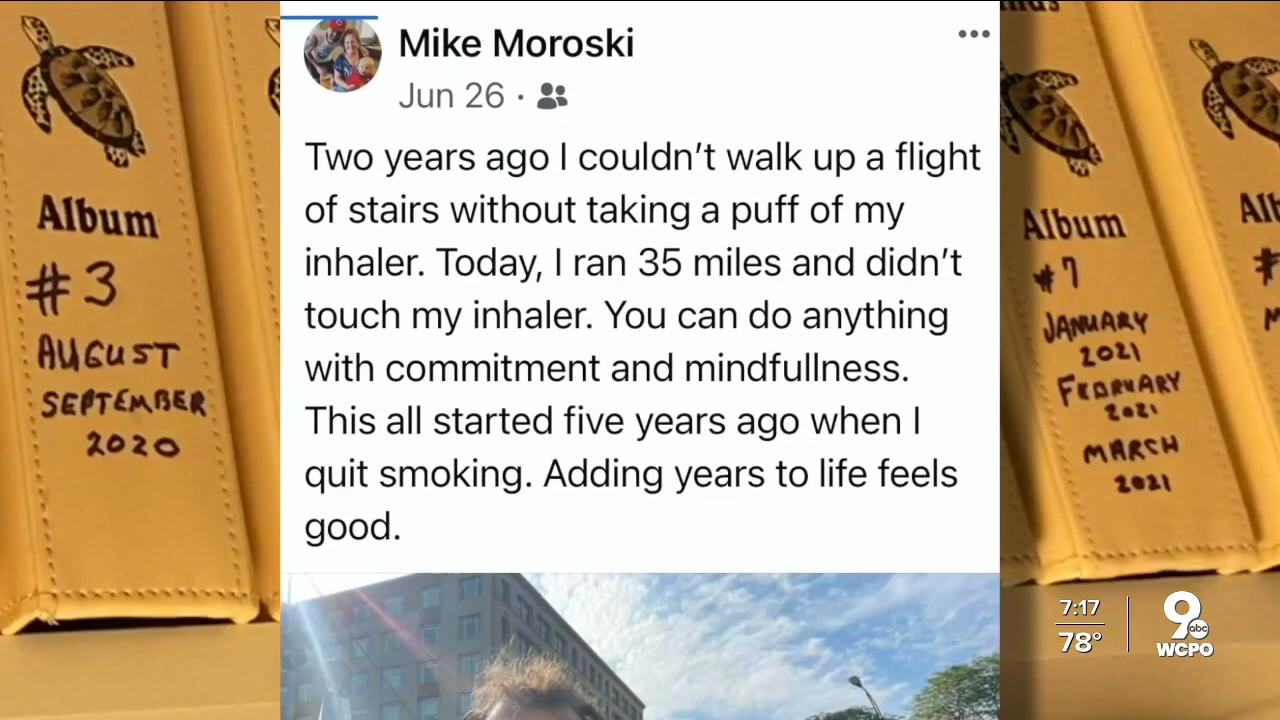 Mike Moroski
Jun 26 ·
Two years ago I couldn't walk up a flight
of stairs without taking a puff of my
inhaler. Today, I ran 35 miles and didn't
touch my inhaler. You can do anything
with commitment and mindfullness.
This all started five years ago when I
quit smoking. Adding years to life feels
good.
Album
#3
AUGUST
SEPTEMBER
2020
Album
#7
JANUARY
2021
FEBRUARY
2021
MARCH
2021
7:17
78°
9
abc
WCPO